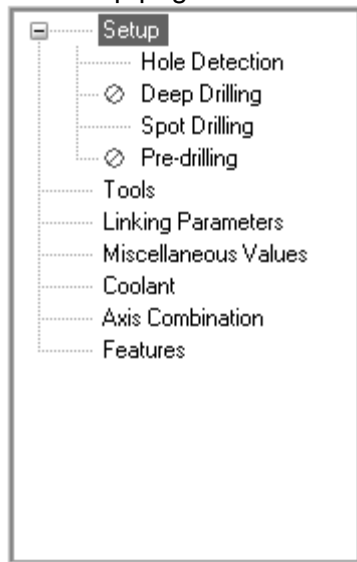 Setup
Hole Detection
Deep Drilling
Spot Drilling
Pre-drilling
Tools
Linking Parameters
Miscellaneous Values
Coolant
Axis Combination
Features